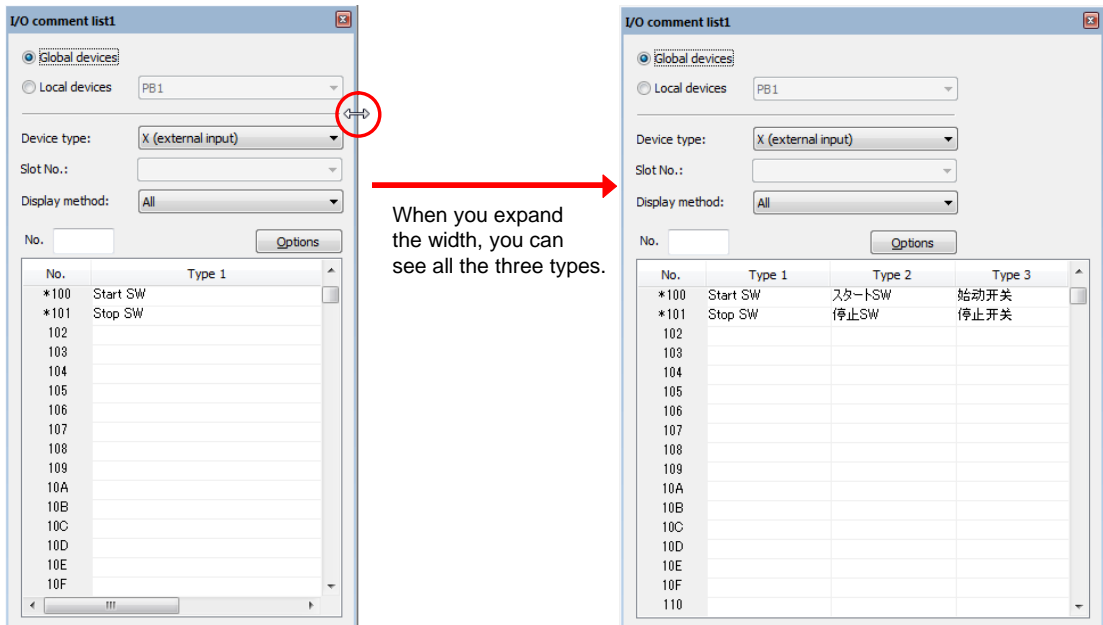 I/O comment list1
Global devices
Local devices PB1
Device type: X (external input)
Slot No.:
Display method: All
No. Options
No. Type 1
*100 Start SW
*101 Stop SW
102
103
104
105
106
107
108
109
10A
10B
10C
10D
10E
10F
When you expand
the width, you can
see all the three types.
I/O comment list1
Global devices
Local devices PB1
Device type: X (external input)
Slot No.:
Display method: All
No. Options
No. Type 1 Type 2 Type 3
*100 Start SW スタートSW 始动开关
*101 Stop SW 停止SW 停止开关
102
103
104
105
106
107
108
109
10A
10B
10C
10D
10E
10F
110